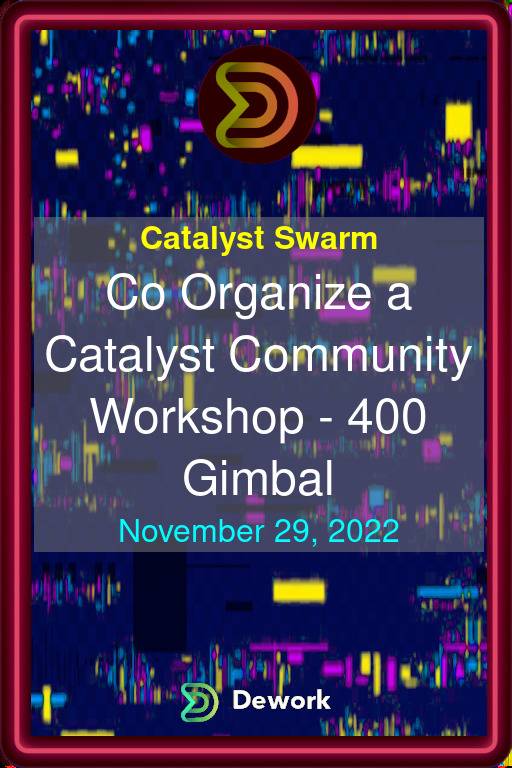 Catalyst Swarm
Co Organize a
Catalyst Community
Workshop - 400
Gimbal
November 29, 2022
Dework